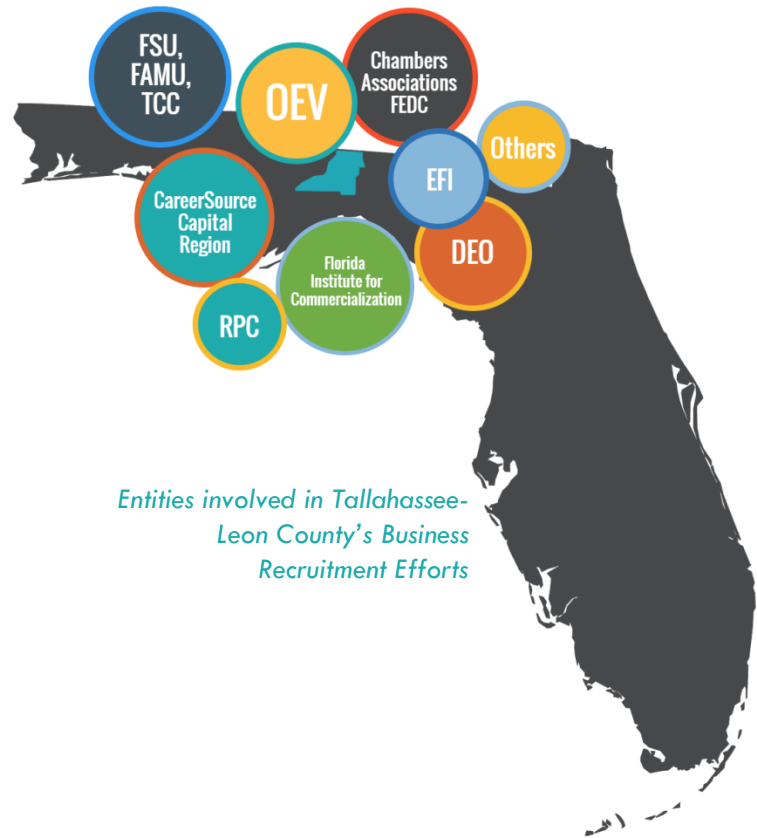 FSU,
FAMU,
TCC
OEV
Chambers
Associations
FEDC
Others
EFI
CareerSource
Capital
Region
DEO
Florida
Institute for
Commercialization
RPC
Entities involved in Tallahassee-
Leon County’s Business
Recruitment Efforts